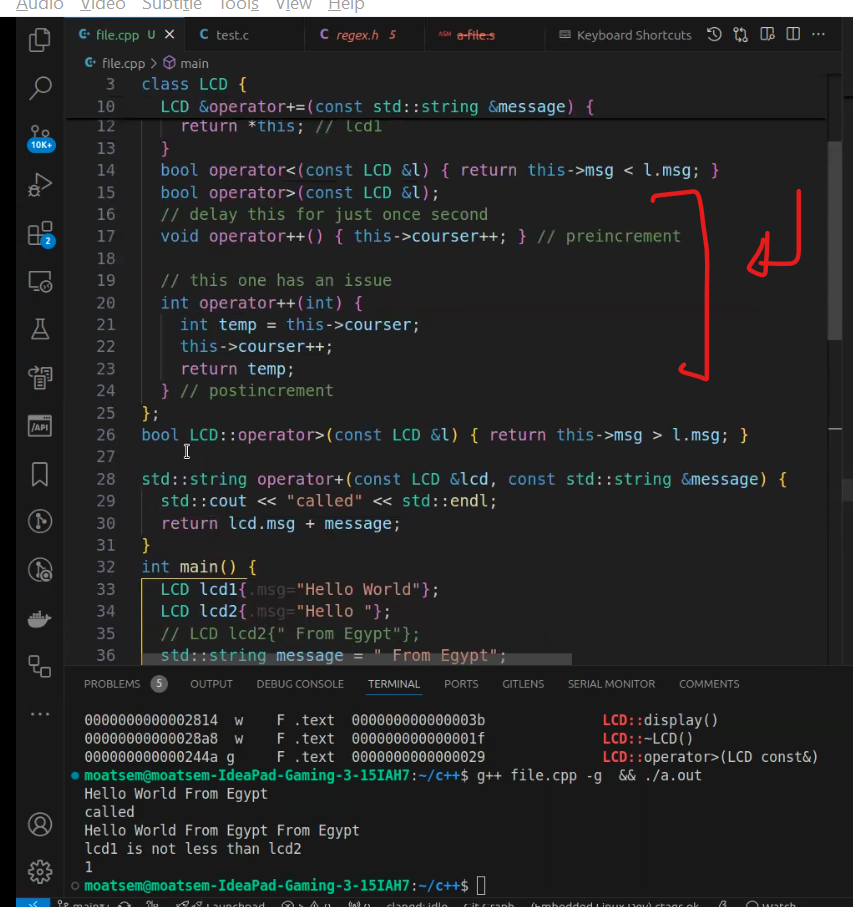 Audio Video Subtitle Tools View Help
file.cpp U test.c regex.h 5 a-file.s Keyboard Shortcuts
file.cpp > main
3 class LCD {
10 LCD &operator+=(const std::string &message) {
12 return *this; // lcd1
13 }
14 bool operator<(const LCD &l) { return this->msg < l.msg; }
15 bool operator>(const LCD &l);
16 // delay this for just once second
17 void operator++() { this->courser++; } // preincrement
18
19 // this one has an issue
20 int operator++(int) {
21 int temp = this->courser;
22 this->courser++;
23 return temp;
24 } // postincrement
25 };
26 bool LCD::operator>(const LCD &l) { return this->msg > l.msg; }
27
28 std::string operator+(const LCD &lcd, const std::string &message) {
29 std::cout << "called" << std::endl;
30 return lcd.msg + message;
31 }
32 int main() {
33 LCD lcd1{.msg="Hello World"};
34 LCD lcd2{.msg="Hello "};
35 // LCD lcd2{" From Egypt"};
36 std::string message = " From Egypt";
10K+
2
/API
PROBLEMS 5 OUTPUT DEBUG CONSOLE TERMINAL PORTS GITLENS SERIAL MONITOR COMMENTS
0000000000002814 w F .text 000000000000003b LCD::display()
00000000000028a8 w F .text 000000000000001f LCD::~LCD()
000000000000244a g F .text 0000000000000029 LCD::operator>(LCD const&)
moatsem@moatsem-IdeaPad-Gaming-3-15IAH7:~/c++$ g++ file.cpp -g && ./a.out
Hello World From Egypt
called
Hello World From Egypt From Egypt
lcd1 is not less than lcd2
1
moatsem@moatsem-IdeaPad-Gaming-3-15IAH7:~/c++$